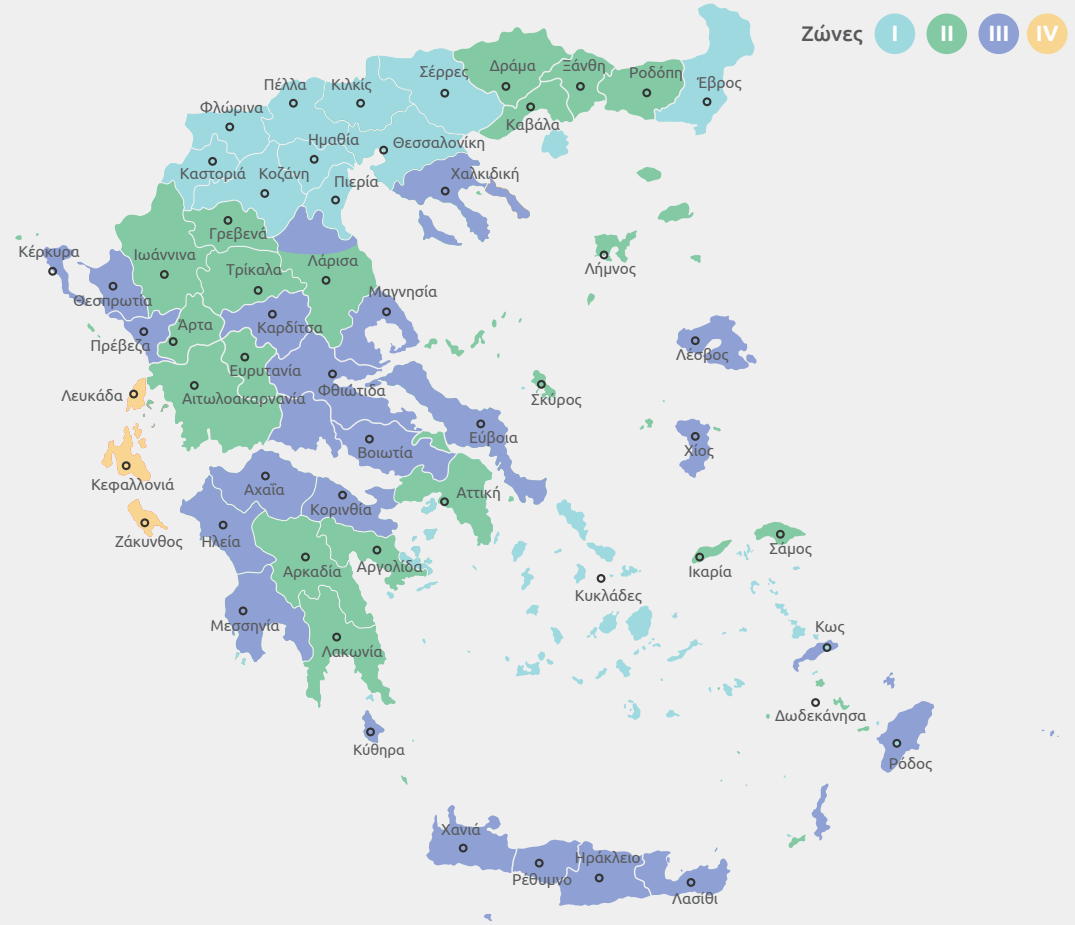 Ζώνες I II III IV
Δράμα
Ξάνθη
Σέρρες
Ροδόπη
Έβρος
Πέλλα
Κιλκίς
Φλώρινα
Καβάλα
Ημαθία
Θεσσαλονίκη
Καστοριά
Κοζάνη
Πιερία
Χαλκιδική
Γρεβενά
Κέρκυρα
Ιωάννινα
Λάρισα
Τρίκαλα
Λήμνος
Θεσπρωτία
Μαγνησία
Άρτα
Καρδίτσα
Πρέβεζα
Λέσβος
Ευρυτανία
Λευκάδα
Φθιώτιδα
Αιτωλοακαρνανία
Σκύρος
Εύβοια
Βοιωτία
Χίος
Κεφαλλονιά
Αχαΐα
Αττική
Κορινθία
Ζάκυνθος
Ηλεία
Σάμος
Αρκαδία
Αργολίδα
Ικαρία
Κυκλάδες
Μεσσηνία
Κως
Λακωνία
Δωδεκάνησα
Κύθηρα
Ρόδος
Χανιά
Ηράκλειο
Ρέθυμνο
Λασίθι